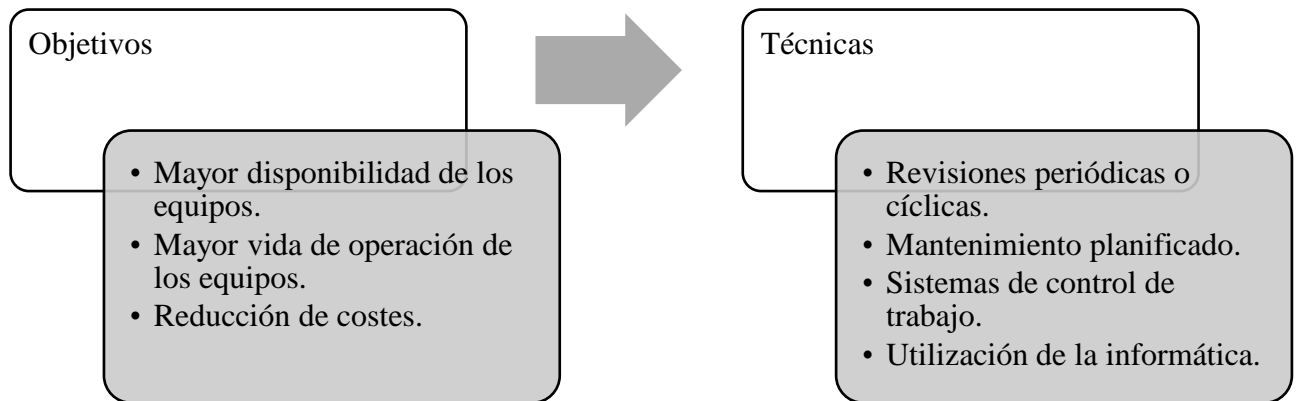 Objetivos
• Mayor disponibilidad de los
equipos.
• Mayor vida de operación de
los equipos.
• Reducción de costes.
Técnicas
• Revisiones periódicas o
cíclicas.
• Mantenimiento planificado.
• Sistemas de control de
trabajo.
• Utilización de la informática.